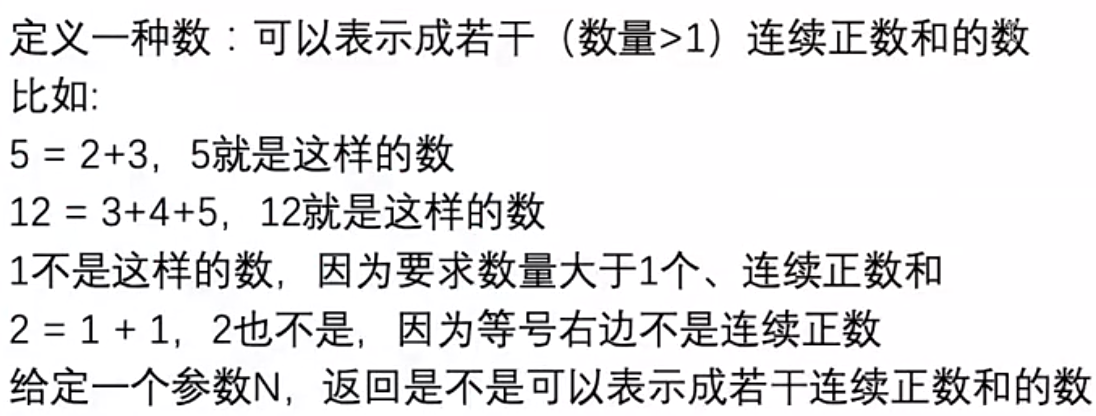 定义一种数：可以表示成若干（数量>1）连续正数和的数
比如:
5 = 2+3，5就是这样的数
12 = 3+4+5，12就是这样的数
1不是这样的数，因为要求数量大于1个、连续正数和
2 = 1 + 1，2也不是，因为等号右边不是连续正数
给定一个参数N，返回是不是可以表示成若干连续正数和的数